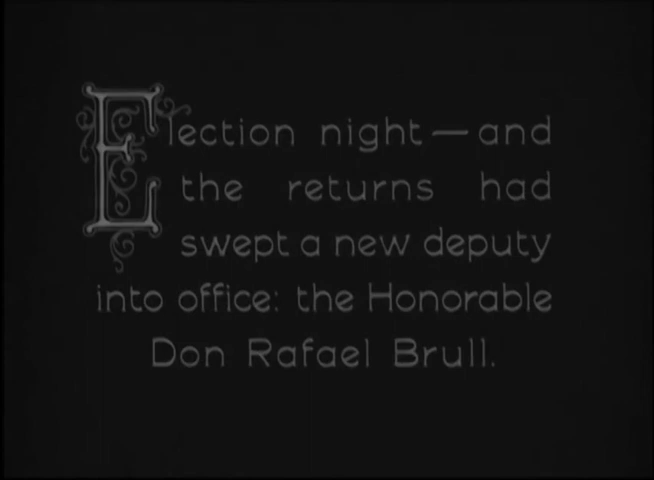 Election night — and
the returns had
swept a new deputy
into office: the Honorable
Don Rafael Brull.